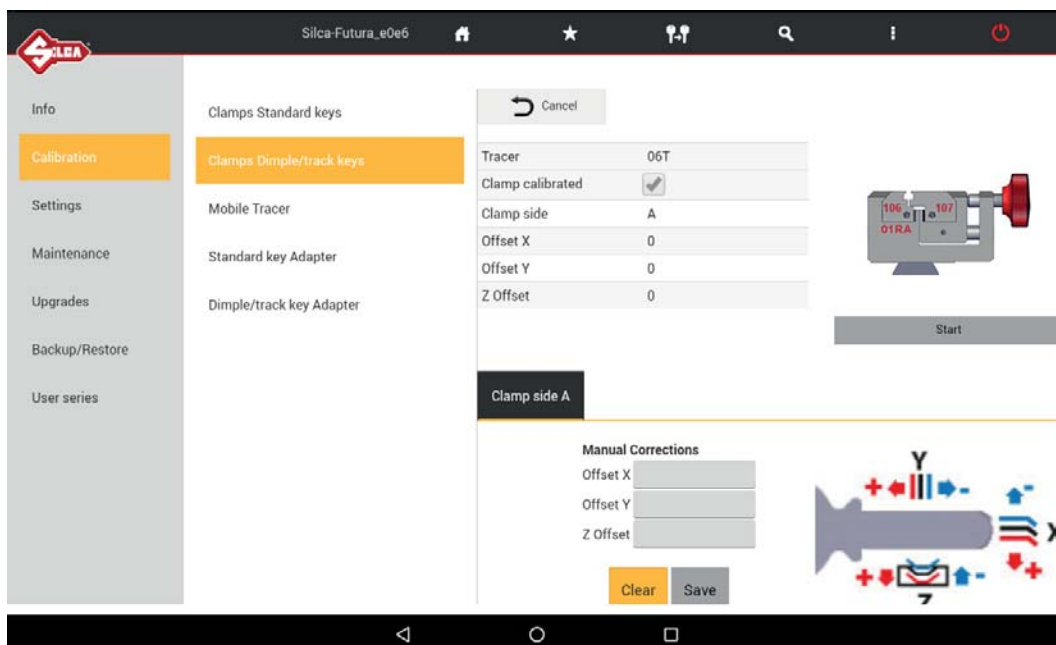 SILCA
Silca-Futura_e0e6
Info
Calibration
Settings
Maintenance
Upgrades
Backup/Restore
User series
Clamps Standard keys
Clamps Dimple/track keys
Mobile Tracer
Standard key Adapter
Dimple/track key Adapter
Cancel
Tracer 06T
Clamp calibrated
Clamp side A
Offset X 0
Offset Y 0
Z Offset 0
106 107
01RA
Start
Clamp side A
Manual Corrections
Offset X
Offset Y
Z Offset
Clear Save
Y
+ -
-
X
+
+ -
Z